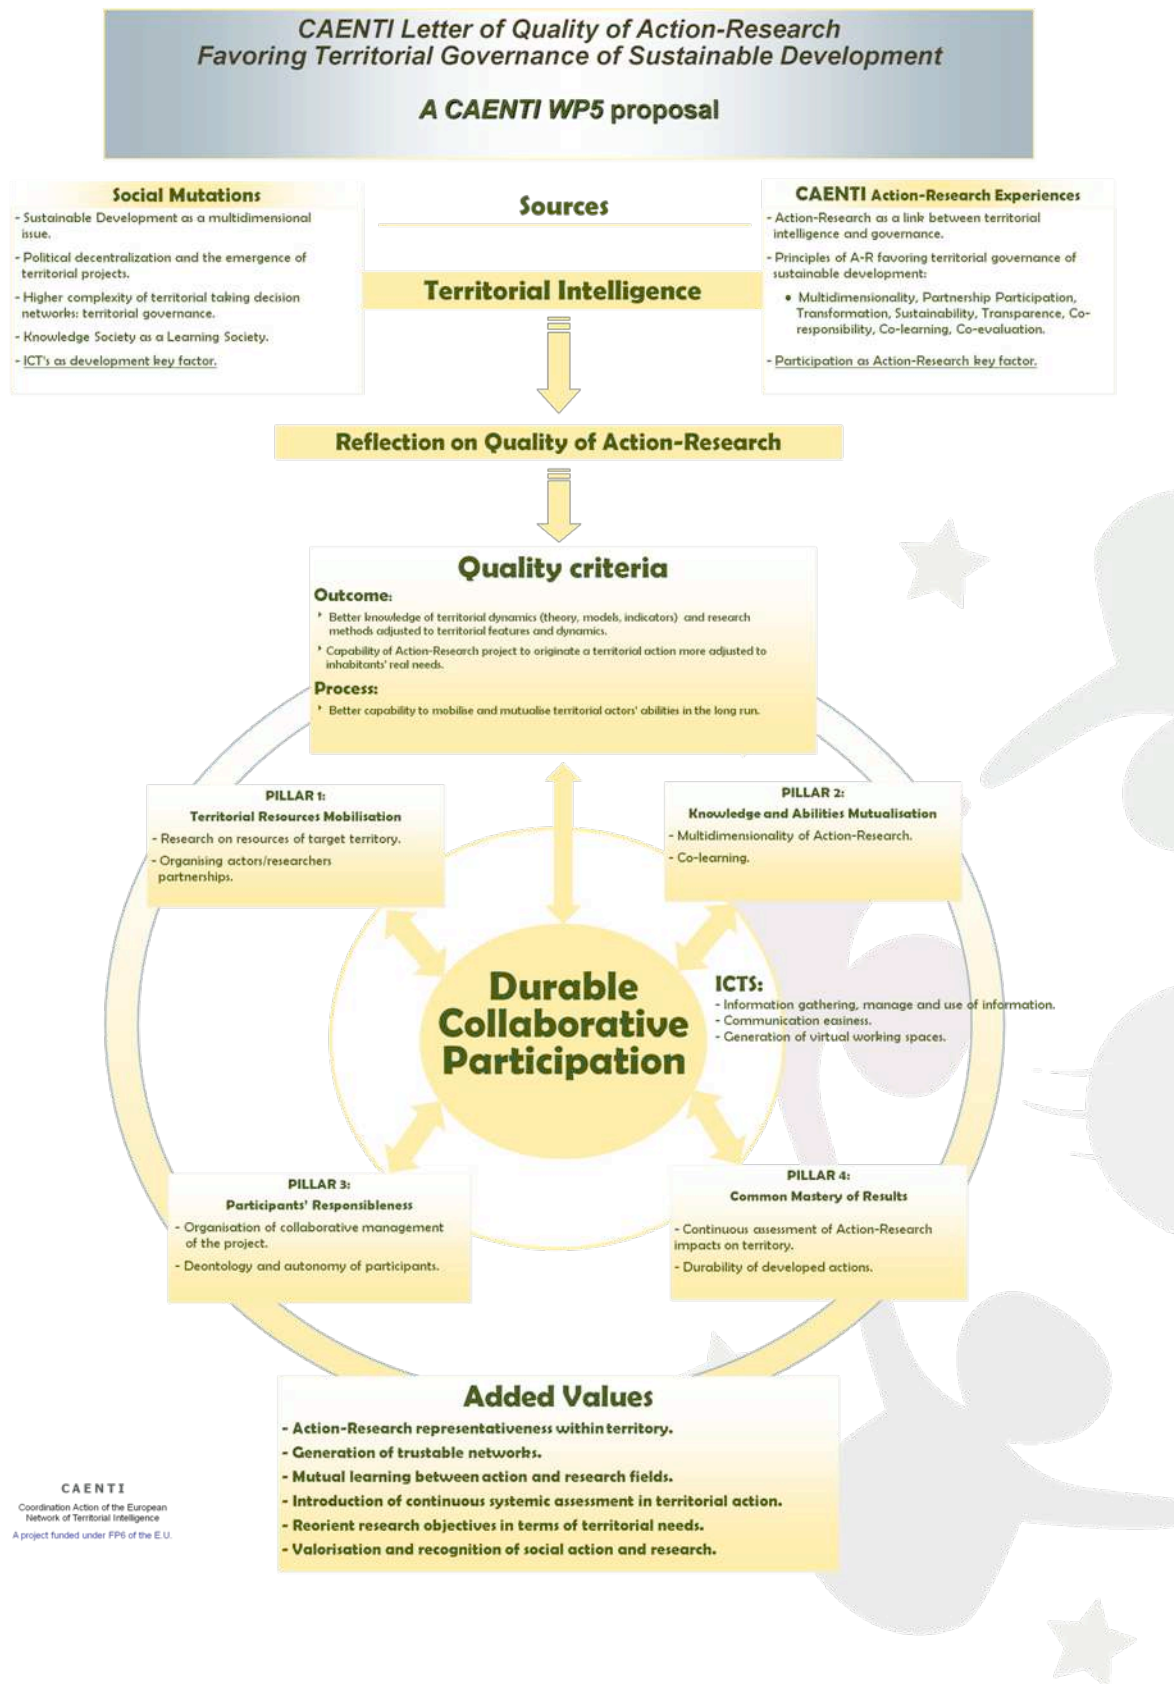 CAENTI Letter of Quality of Action-Research
Favoring Territorial Governance of Sustainable Development
A CAENTI WP5 proposal
Social Mutations
- Sustainable Development as a multidimensional
issue.
- Political decentralization and the emergence of
territorial projects.
- Higher complexity of territorial taking decision
networks: territorial governance.
- Knowledge Society as a Learning Society.
- ICT's as development key factor.
Sources
Territorial Intelligence
CAENTI Action-Research Experiences
- Action-Research as a link between territorial
intelligence and governance.
- Principles of A-R favoring territorial governance of
sustainable development:
• Multidimensionality, Partnership Participation,
Transformation, Sustainability, Transparence, Co-
responsibility, Co-learning, Co-evaluation.
- Participation as Action-Research key factor.
Reflection on Quality of Action-Research
Quality criteria
Outcome:
Better knowledge of territorial dynamics (theory, models, indicators) and research
methods adjusted to territorial features and dynamics.
Capability of Action-Research project to originate a territorial action more adjusted to
inhabitants' real needs.
Process:
Better capability to mobilise and mutualise territorial actors' abilities in the long run.
PILLAR 1:
Territorial Resources Mobilisation
- Research on resources of target territory.
- Organising actors/researchers
partnerships.
PILLAR 2:
Knowledge and Abilities Mutualisation
- Multidimensionality of Action-Research.
- Co-learning.
Durable
Collaborative
Participation
ICTS:
- Information gathering, manage and use of information.
- Communication easiness.
- Generation of virtual working spaces.
PILLAR 3:
Participants' Responsibleness
- Organisation of collaborative management
of the project.
- Deontology and autonomy of participants.
PILLAR 4:
Common Mastery of Results
- Continuous assessment of Action-Research
impacts on territory.
- Durability of developed actions.
Added Values
- Action-Research representativeness within territory.
- Generation of trustable networks.
- Mutual learning between action and research fields.
- Introduction of continuous systemic assessment in territorial action.
- Reorient research objectives in terms of territorial needs.
- Valorisation and recognition of social action and research.
CAENTI
Coordination Action of the European
Network of Territorial Intelligence
A project funded under FP6 of the E.U.